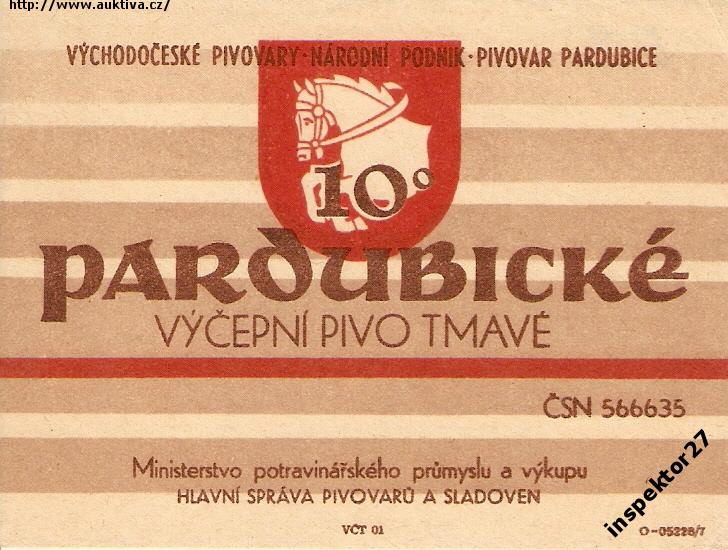 http://www.auktiva.cz/
VÝCHODOČESKÉ PIVOVARY · NÁRODNÍ PODNIK · PIVOVAR PARDUBICE
10°
PARDUBICKÉ
VÝČEPNÍ PIVO TMAVÉ
ČSN 566635
Ministerstvo potravinářského průmyslu a výkupu
HLAVNÍ SPRÁVA PIVOVARŮ A SLADOVEN
VČT 01
O-05228/7
inspektor27